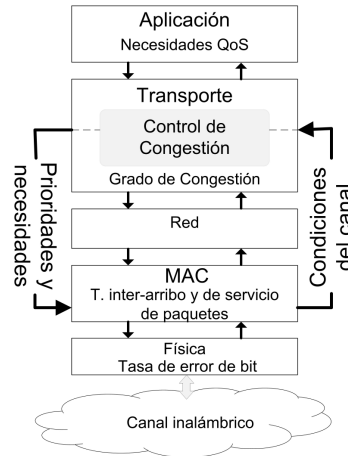 Aplicación
Necesidades QoS
Transporte
Control de
Congestión
Grado de Congestión
Prioridades y
necesidades
Condiciones
del canal
Red
MAC
T. inter-arribo y de servicio
de paquetes
Física
Tasa de error de bit
Canal inalámbrico